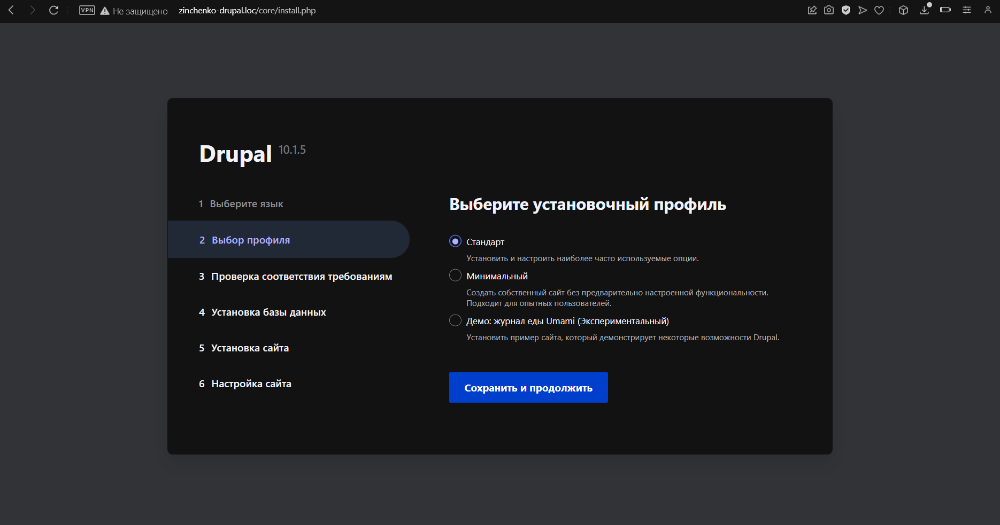 VPN Не защищено zinchenko-drupal.loc/core/install.php
Drupal 10.1.5
1 Выберите язык
2 Выбор профиля
3 Проверка соответствия требованиям
4 Установка базы данных
5 Установка сайта
6 Настройка сайта
Выберите установочный профиль
Стандарт
Установить и настроить наиболее часто используемые опции.
Минимальный
Создать собственный сайт без предварительно настроенной функциональности.
Подходит для опытных пользователей.
Демо: журнал еды Umami (Экспериментальный)
Установить пример сайта, который демонстрирует некоторые возможности Drupal.
Сохранить и продолжить